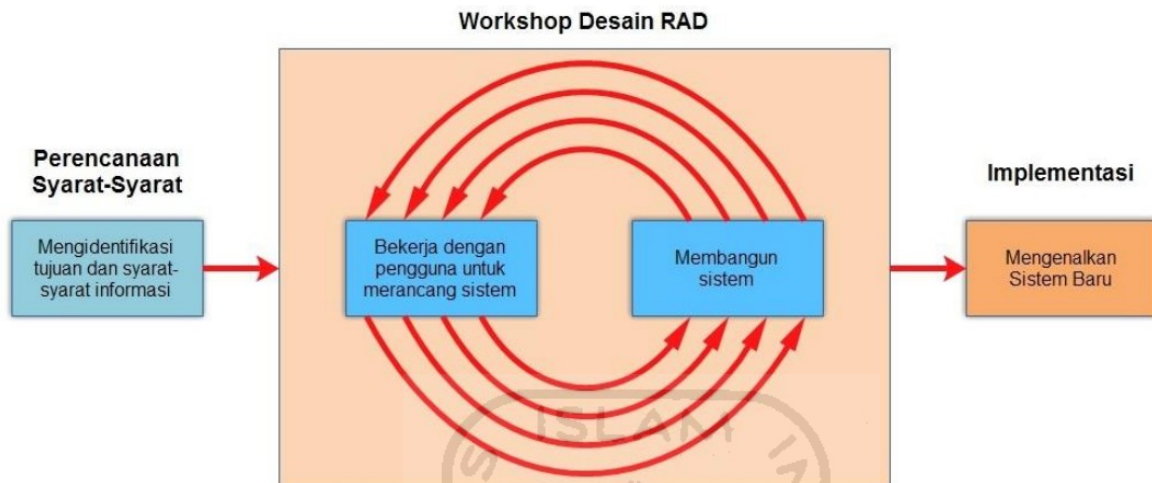 Workshop Desain RAD
Perencanaan
Syarat-Syarat
Mengidentifikasi
tujuan dan syarat-
syarat informasi
Bekerja dengan
pengguna untuk
merancang sistem
Membangun
sistem
Implementasi
Mengenalkan
Sistem Baru
ISLAM